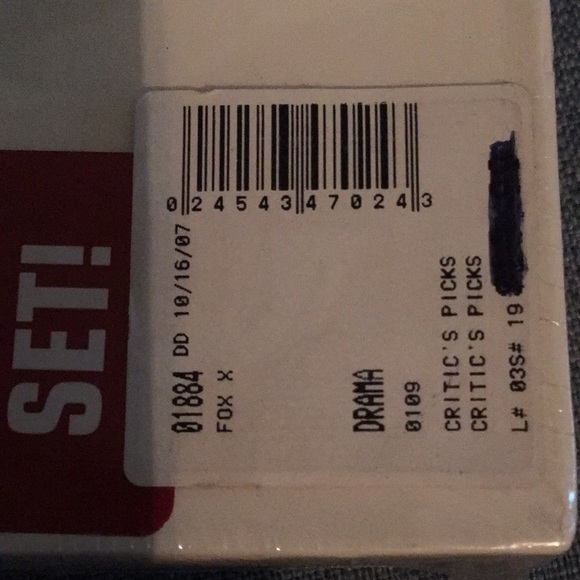 SET!
0 24543 47024 3
01884 DD 10/16/07
FOX X
DRAMA
0109
CRITIC'S PICKS
CRITIC'S PICKS
L# 03S# 19